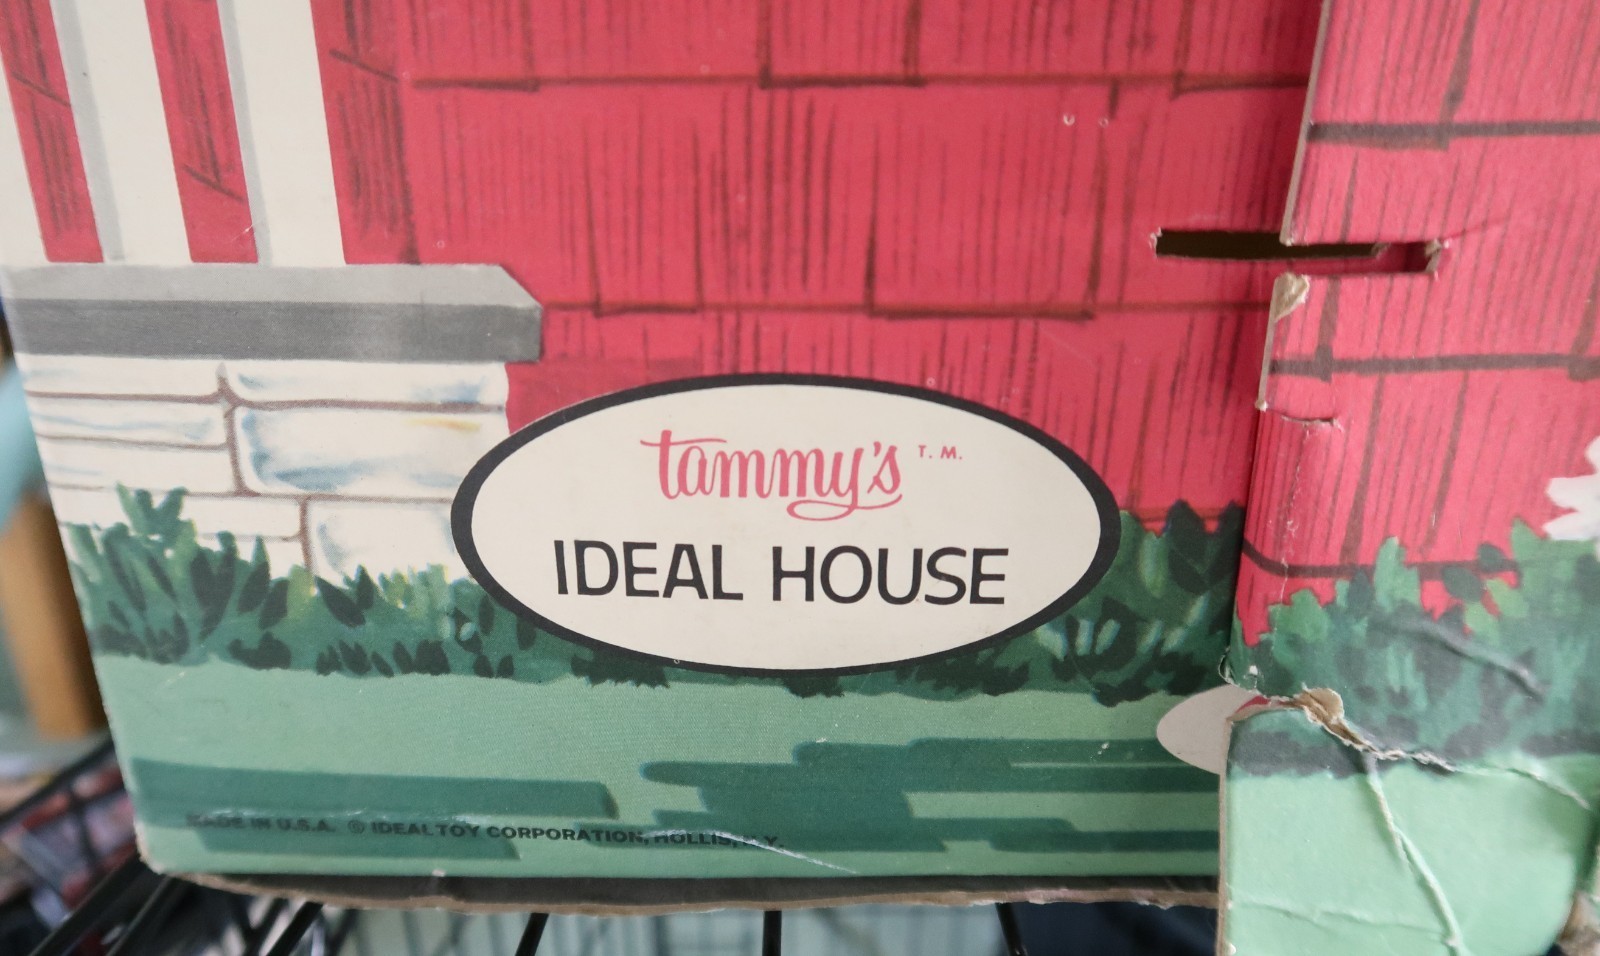 tammy's T.M.
IDEAL HOUSE
MADE IN U.S.A. © IDEAL TOY CORPORATION, HOLLIS, N.Y.